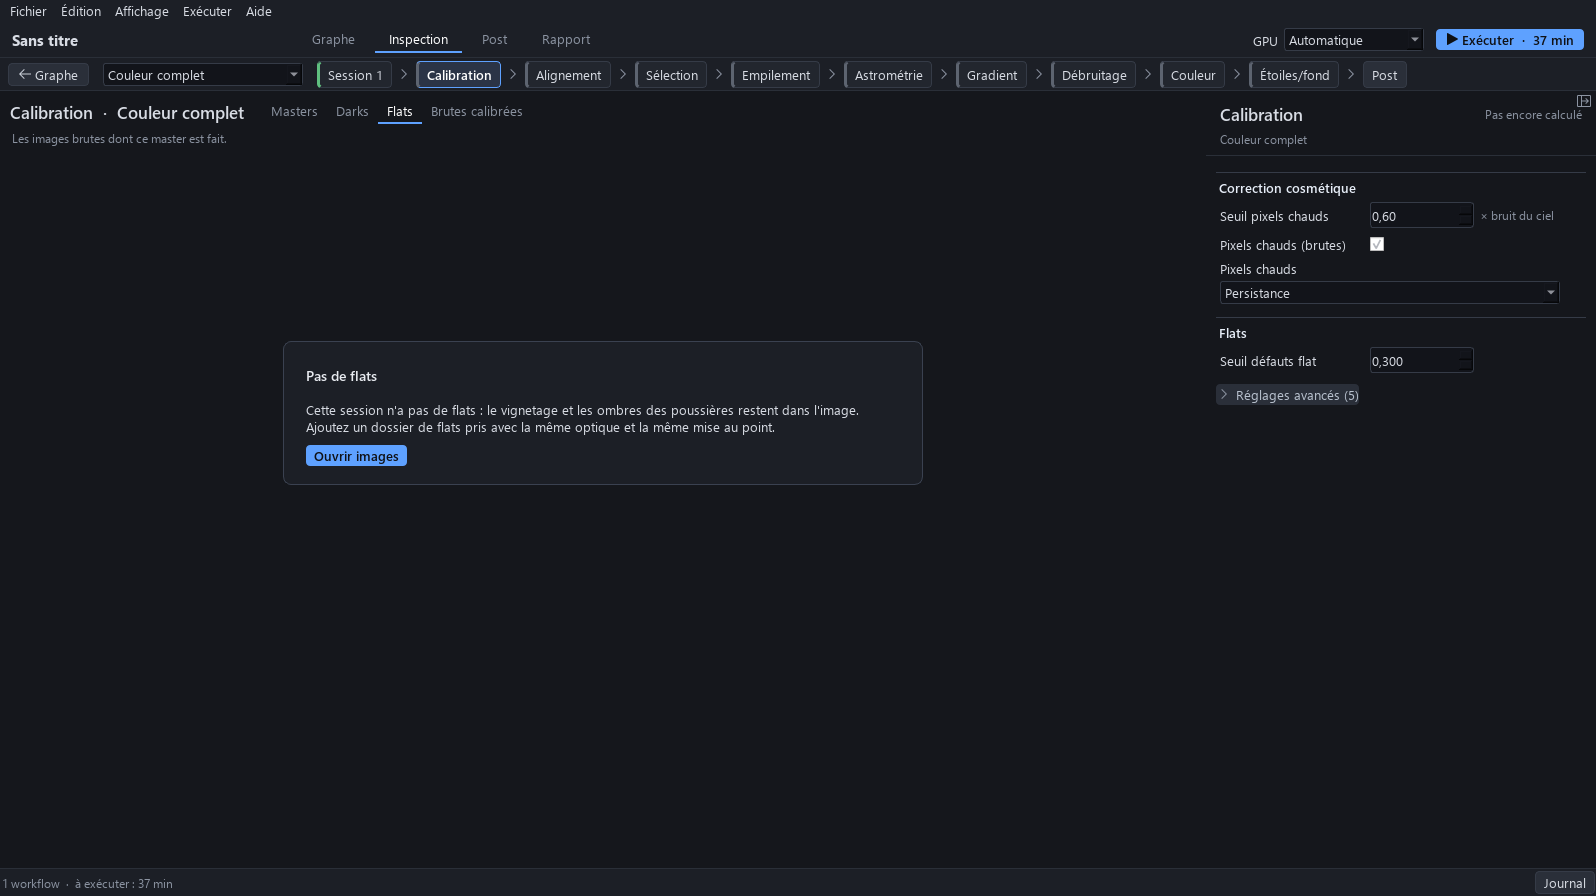 Fichier Édition Affichage Exécuter Aide
Sans titre
Graphe Inspection Post Rapport
GPU Automatique
Exécuter · 37 min
Graphe
Couleur complet
Session 1
Calibration
Alignement
Sélection
Empilement
Astrométrie
Gradient
Débruitage
Couleur
Étoiles/fond
Post
Calibration · Couleur complet
Masters Darks Flats Brutes calibrées
Les images brutes dont ce master est fait.
Pas de flats
Cette session n'a pas de flats : le vignetage et les ombres des poussières restent dans l'image.
Ajoutez un dossier de flats pris avec la même optique et la même mise au point.
Ouvrir images
Calibration
Pas encore calculé
Couleur complet
Correction cosmétique
Seuil pixels chauds 0,60 × bruit du ciel
Pixels chauds (brutes)
Pixels chauds
Persistance
Flats
Seuil défauts flat 0,300
Réglages avancés (5)
1 workflow · à exécuter : 37 min
Journal